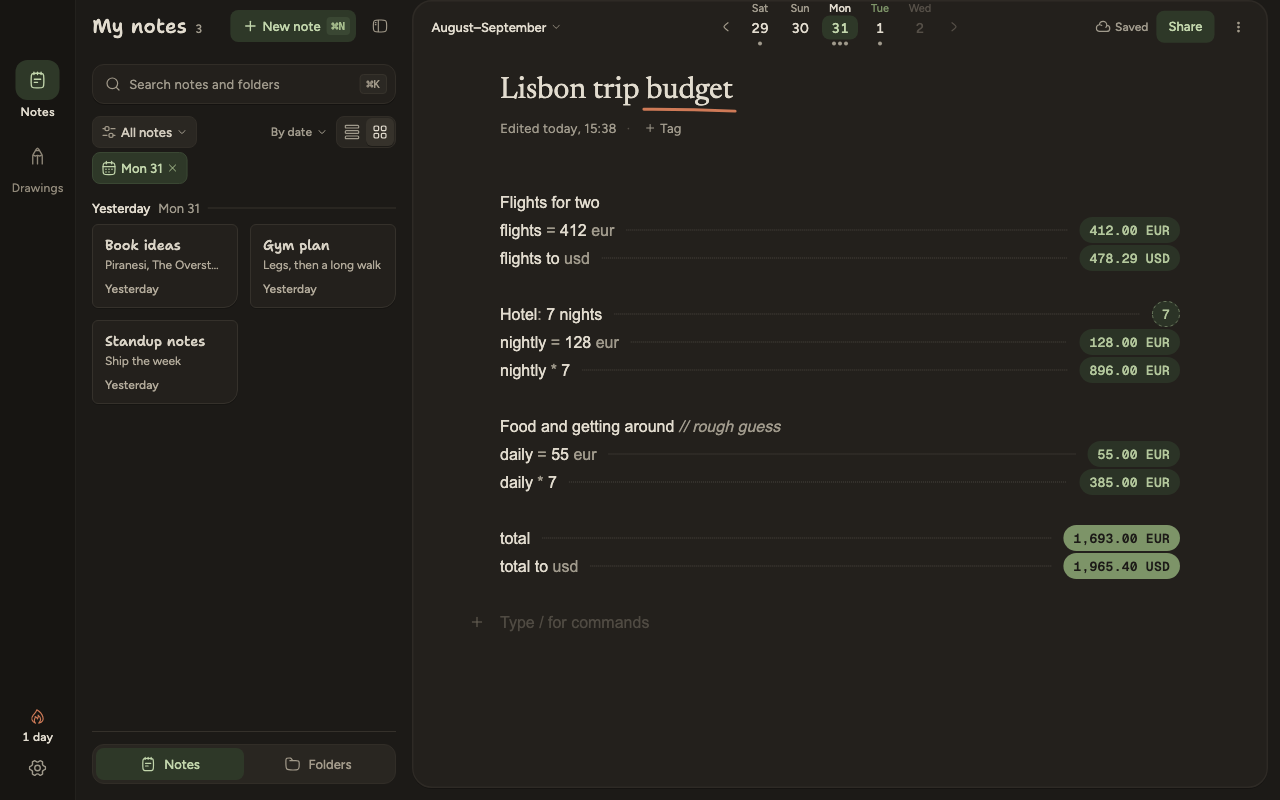 My notes 3
+ New note ⌘N
Search notes and folders ⌘K
All notes
By date
Mon 31 ×
Yesterday Mon 31
Book ideas
Piranesi, The Overst...
Yesterday
Gym plan
Legs, then a long walk
Yesterday
Standup notes
Ship the week
Yesterday
Notes
Drawings
1 day
Notes
Folders
August–September
Sat 29
Sun 30
Mon 31
Tue 1
Wed 2
Saved
Share
Lisbon trip budget
Edited today, 15:38 · + Tag
Flights for two
flights = 412 eur 412.00 EUR
flights to usd 478.29 USD
Hotel: 7 nights 7
nightly = 128 eur 128.00 EUR
nightly * 7 896.00 EUR
Food and getting around // rough guess
daily = 55 eur 55.00 EUR
daily * 7 385.00 EUR
total 1,693.00 EUR
total to usd 1,965.40 USD
+ Type / for commands